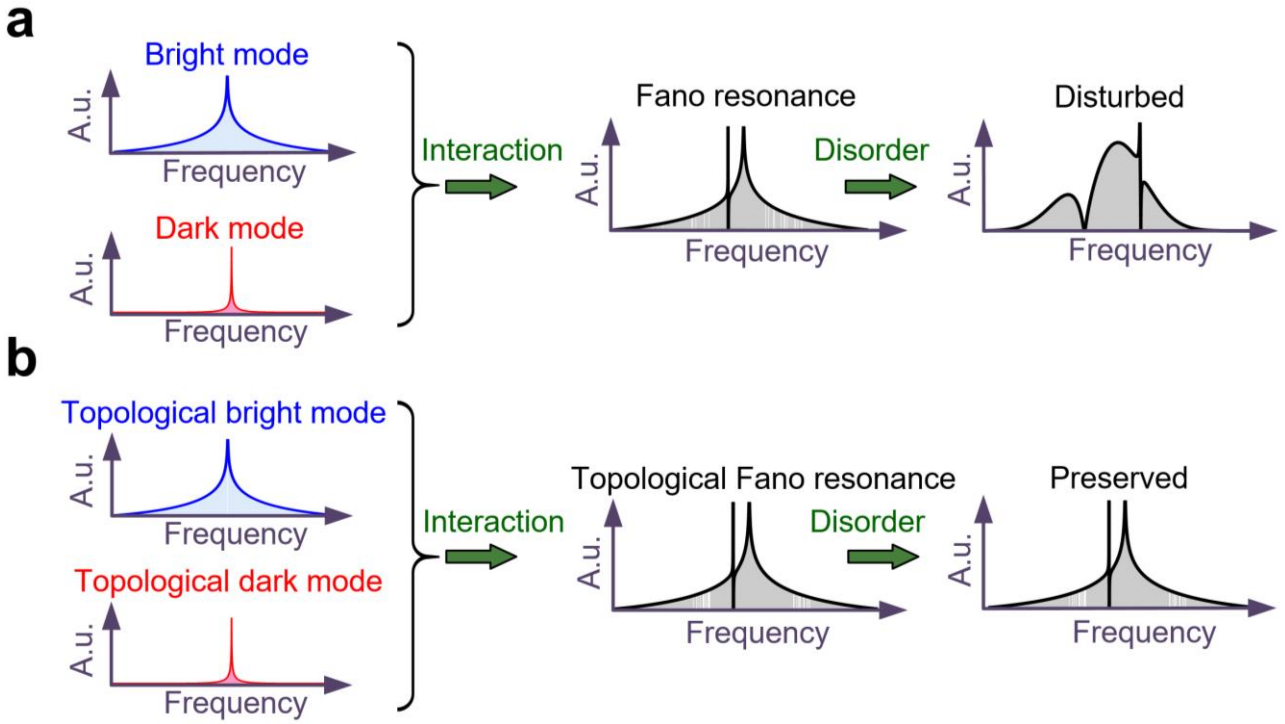 a
Bright mode
A.u.
Frequency
Dark mode
A.u.
Frequency
Interaction
Fano resonance
A.u.
Frequency
Disorder
Disturbed
A.u.
Frequency
b
Topological bright mode
A.u.
Frequency
Topological dark mode
A.u.
Frequency
Interaction
Topological Fano resonance
A.u.
Frequency
Disorder
Preserved
A.u.
Frequency